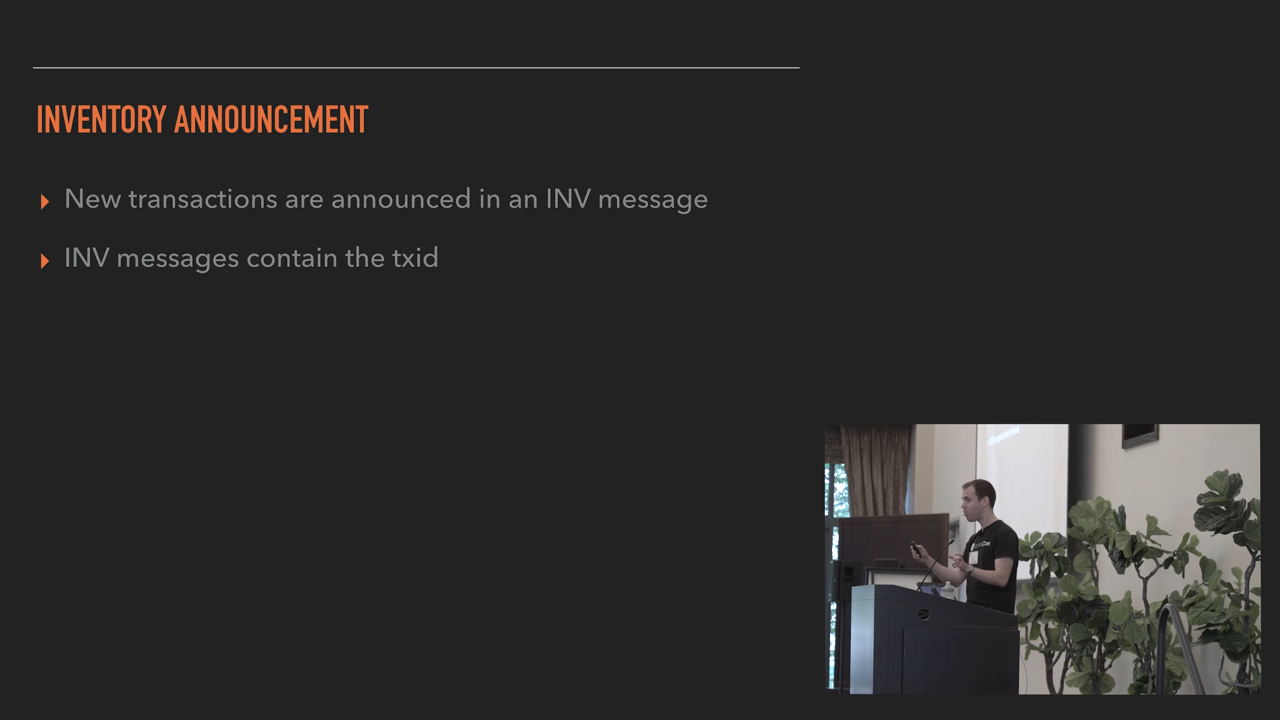 INVENTORY ANNOUNCEMENT
New transactions are announced in an INV message
INV messages contain the txid